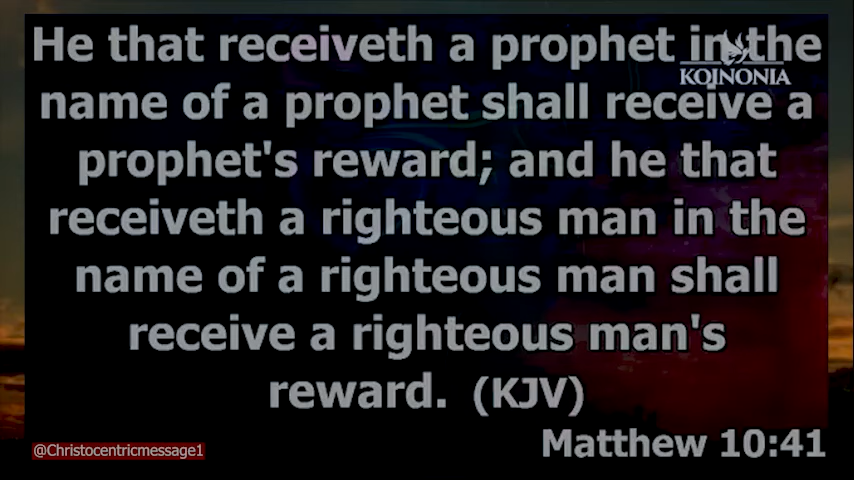 He that receiveth a prophet in the
KOINONIA
name of a prophet shall receive a
prophet's reward; and he that
receiveth a righteous man in the
name of a righteous man shall
receive a righteous man's
reward. (KJV)
Matthew 10:41
@Christocentricmessage1